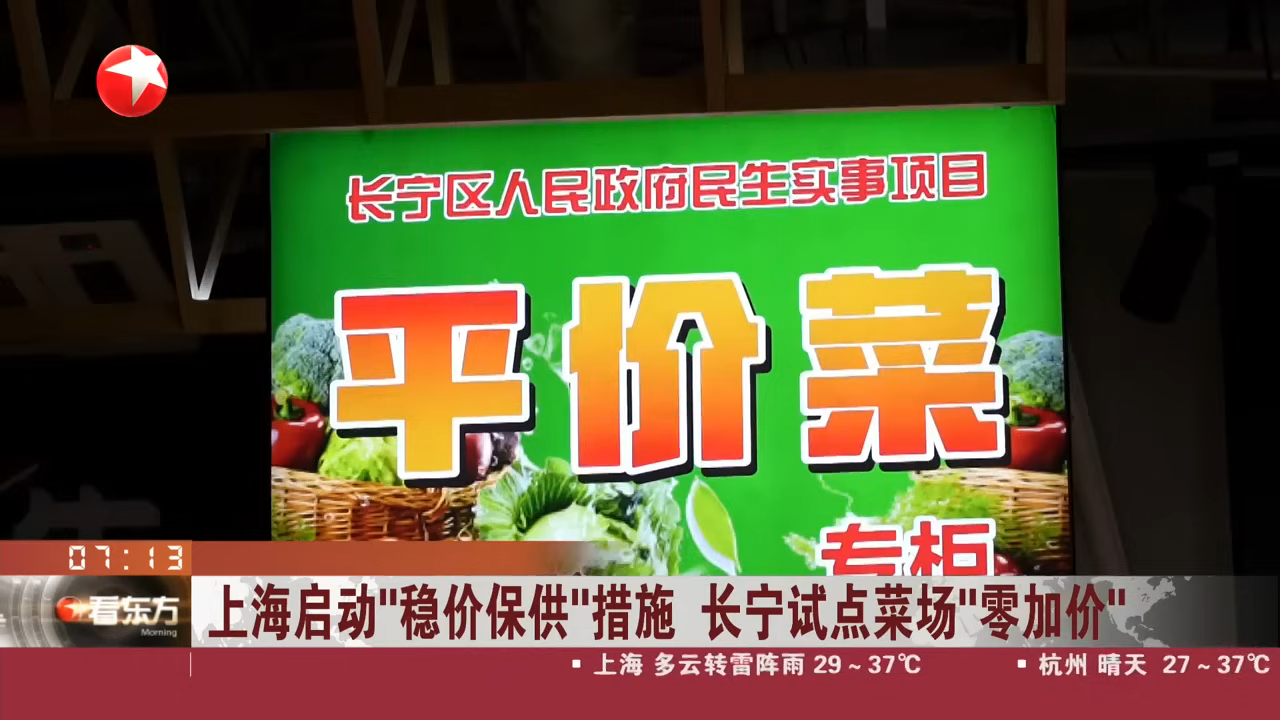 长宁区人民政府民生实事项目
平价菜
专柜
07:13
看东方
Morning
上海启动"稳价保供"措施 长宁试点菜场"零加价"
上海 多云转雷阵雨 29~37℃
杭州 晴天 27~37℃